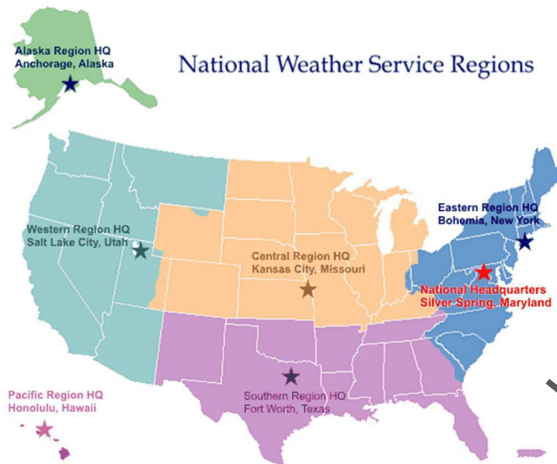 Alaska Region HQ
Anchorage, Alaska
National Weather Service Regions
Eastern Region HQ
Bohemia, New York
Western Region HQ
Salt Lake City, Utah
Central Region HQ
Kansas City, Missouri
National Headquarters
Silver Spring, Maryland
Pacific Region HQ
Honolulu, Hawaii
Southern Region HQ
Fort Worth, Texas